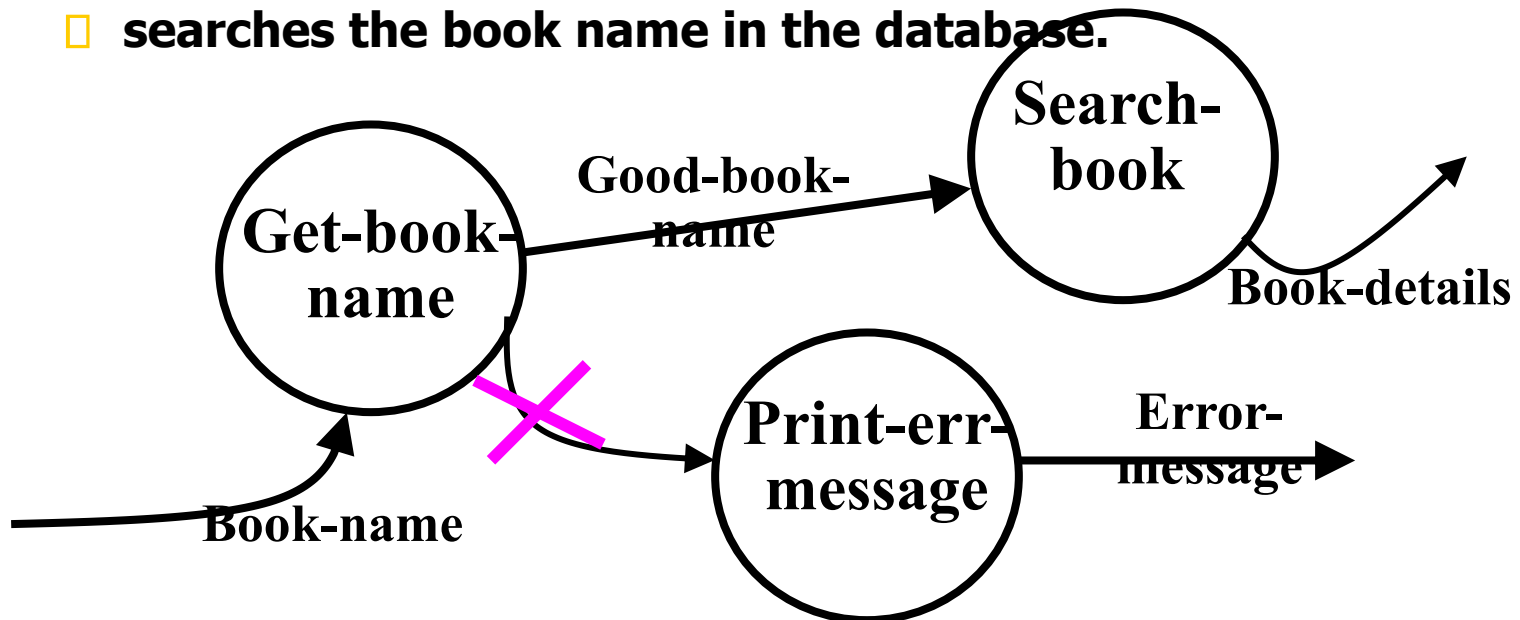 searches the book name in the database.
Search-
book
Good-book-
name
Get-book-
name
Book-details
Print-err-
message
Error-
message
Book-name